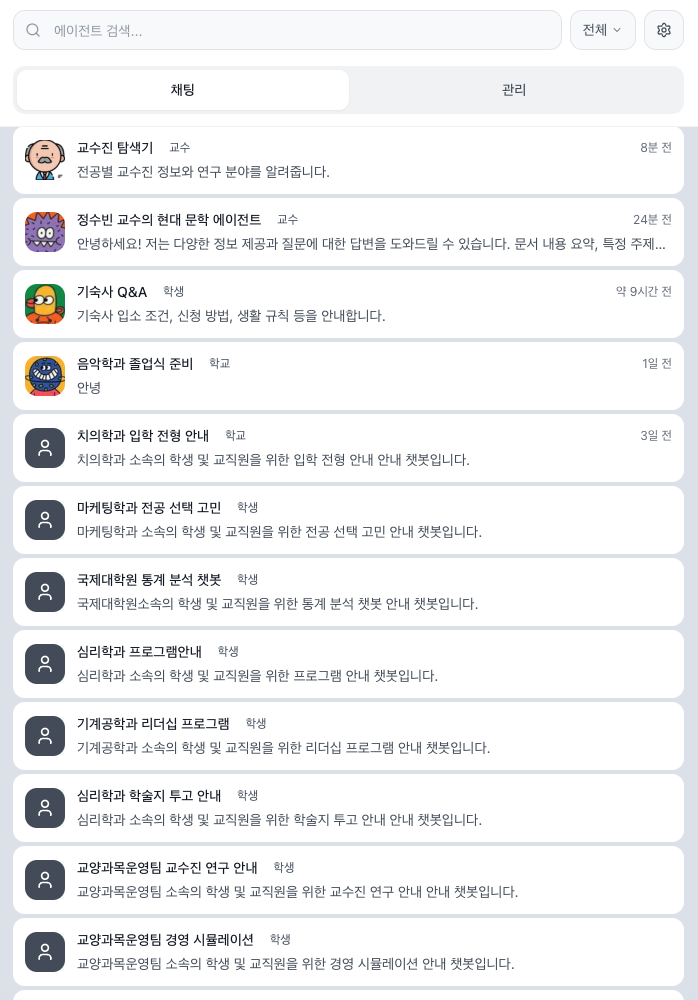 에이전트 검색...
전체
채팅
관리
교수진 탐색기 교수 8분 전
전공별 교수진 정보와 연구 분야를 알려줍니다.
정수빈 교수의 현대 문학 에이전트 교수 24분 전
안녕하세요! 저는 다양한 정보 제공과 질문에 대한 답변을 도와드릴 수 있습니다. 문서 내용 요약, 특정 주제...
기숙사 Q&A 학생 약 9시간 전
기숙사 입소 조건, 신청 방법, 생활 규칙 등을 안내합니다.
음악학과 졸업식 준비 학교 1일 전
안녕
치의학과 입학 전형 안내 학교 3일 전
치의학과 소속의 학생 및 교직원을 위한 입학 전형 안내 안내 챗봇입니다.
마케팅학과 전공 선택 고민 학생
마케팅학과 소속의 학생 및 교직원을 위한 전공 선택 고민 안내 챗봇입니다.
국제대학원 통계 분석 챗봇 학생
국제대학원소속의 학생 및 교직원을 위한 통계 분석 챗봇 안내 챗봇입니다.
심리학과 프로그램안내 학생
심리학과 소속의 학생 및 교직원을 위한 프로그램 안내 챗봇입니다.
기계공학과 리더십 프로그램 학생
기계공학과 소속의 학생 및 교직원을 위한 리더십 프로그램 안내 챗봇입니다.
심리학과 학술지 투고 안내 학생
심리학과 소속의 학생 및 교직원을 위한 학술지 투고 안내 안내 챗봇입니다.
교양과목운영팀 교수진 연구 안내 학생
교양과목운영팀 소속의 학생 및 교직원을 위한 교수진 연구 안내 안내 챗봇입니다.
교양과목운영팀 경영 시뮬레이션 학생
교양과목운영팀 소속의 학생 및 교직원을 위한 경영 시뮬레이션 안내 챗봇입니다.